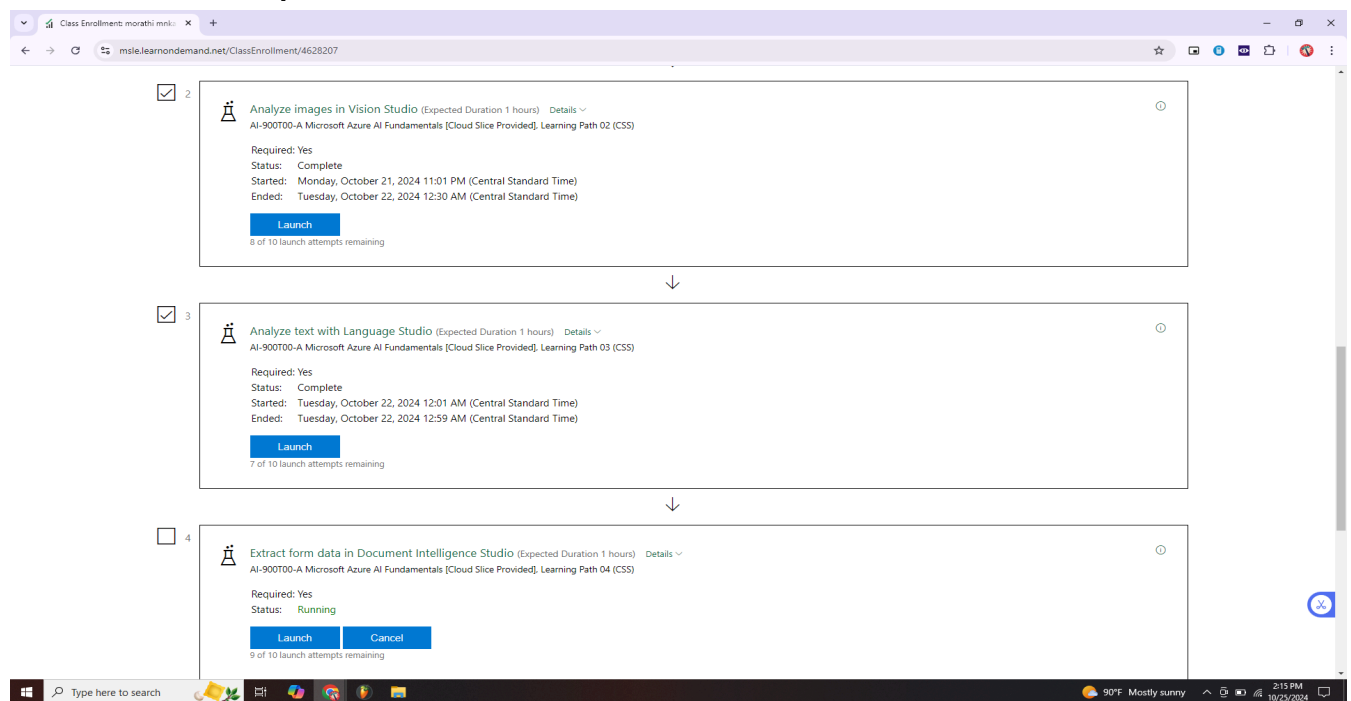 Class Enrollment: morathi mnka
msle.learnondemand.net/ClassEnrollment/4628207
2
Analyze images in Vision Studio (Expected Duration 1 hours) Details
AI-900T00-A Microsoft Azure AI Fundamentals [Cloud Slice Provided]. Learning Path 02 (CSS)
Required: Yes
Status: Complete
Started: Monday, October 21, 2024 11:01 PM (Central Standard Time)
Ended: Tuesday, October 22, 2024 12:30 AM (Central Standard Time)
Launch
8 of 10 launch attempts remaining
3
Analyze text with Language Studio (Expected Duration 1 hours) Details
AI-900T00-A Microsoft Azure AI Fundamentals [Cloud Slice Provided]. Learning Path 03 (CSS)
Required: Yes
Status: Complete
Started: Tuesday, October 22, 2024 12:01 AM (Central Standard Time)
Ended: Tuesday, October 22, 2024 12:59 AM (Central Standard Time)
Launch
7 of 10 launch attempts remaining
4
Extract form data in Document Intelligence Studio (Expected Duration 1 hours) Details
AI-900T00-A Microsoft Azure AI Fundamentals [Cloud Slice Provided]. Learning Path 04 (CSS)
Required: Yes
Status: Running
Launch Cancel
9 of 10 launch attempts remaining
Type here to search
90°F Mostly sunny
2:15 PM
10/25/2024